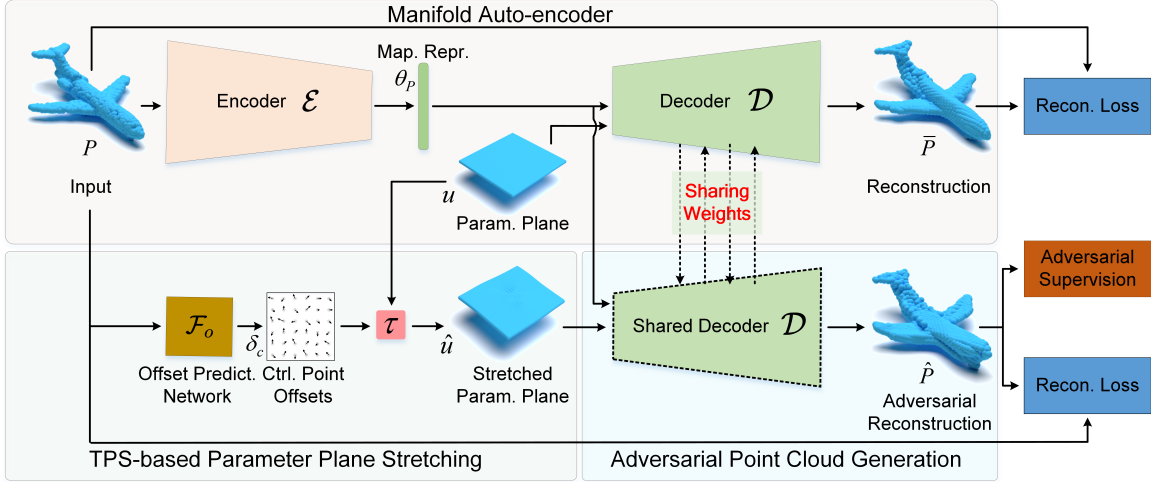 Manifold Auto-encoder
Map. Repr.
θ_P
Encoder ℰ
Decoder 𝒟
Recon. Loss
P
P̅
Input
u
Param. Plane
Sharing
Weights
Reconstruction
Adversarial
Supervision
ℱ_o
δ_c
τ
û
Shared Decoder 𝒟
P̂
Offset Predict.
Network
Ctrl. Point
Offsets
Stretched
Param. Plane
Adversarial
Reconstruction
Recon. Loss
TPS-based Parameter Plane Stretching
Adversarial Point Cloud Generation